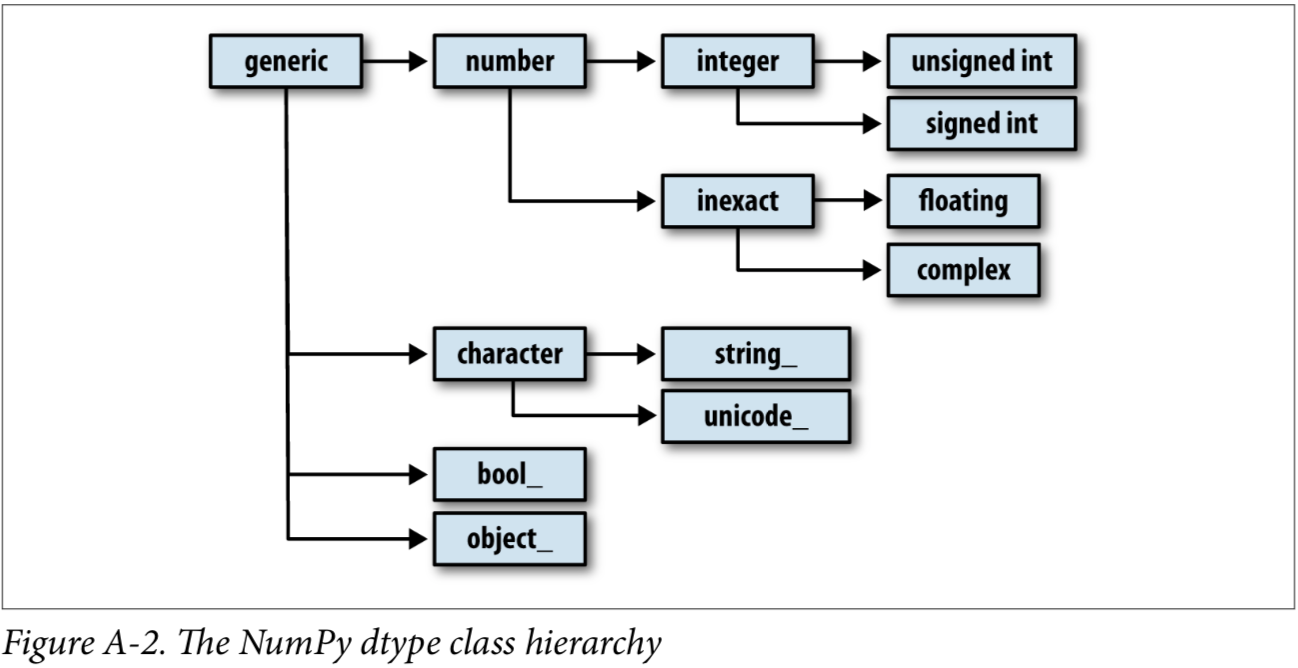 generic
number
integer
unsigned int
signed int
inexact
floating
complex
character
string_
unicode_
bool_
object_
Figure A-2. The NumPy dtype class hierarchy